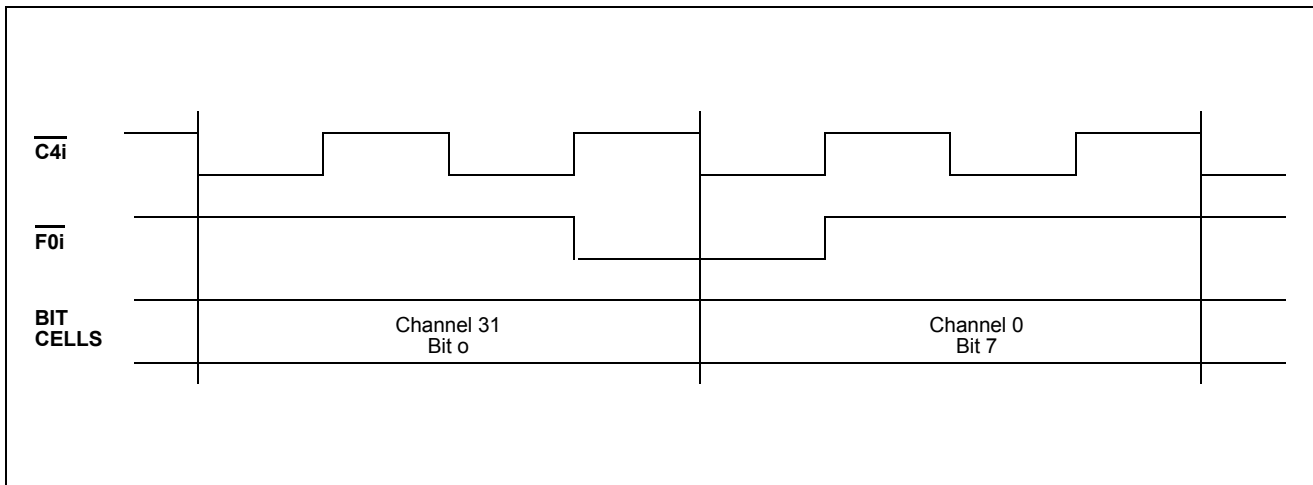 C4i
F0i
BIT
CELLS
Channel 31
Bit o
Channel 0
Bit 7